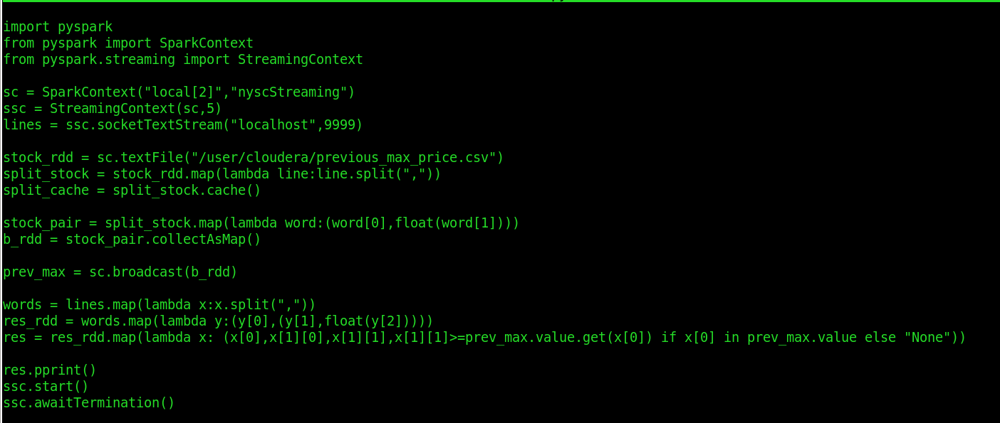 import pyspark
from pyspark import SparkContext
from pyspark.streaming import StreamingContext
sc = SparkContext("local[2]","nyscStreaming")
ssc = StreamingContext(sc,5)
lines = ssc.socketTextStream("localhost",9999)
stock_rdd = sc.textFile("/user/cloudera/previous_max_price.csv")
split_stock = stock_rdd.map(lambda line:line.split(","))
split_cache = split_stock.cache()
stock_pair = split_stock.map(lambda word:(word[0],float(word[1])))
b_rdd = stock_pair.collectAsMap()
prev_max = sc.broadcast(b_rdd)
words = lines.map(lambda x:x.split(","))
res_rdd = words.map(lambda y:(y[0],(y[1],float(y[2]))))
res = res_rdd.map(lambda x: (x[0],x[1][0],x[1][1],x[1][1]>=prev_max.value.get(x[0]) if x[0] in prev_max.value else "None"))
res.pprint()
ssc.start()
ssc.awaitTermination()